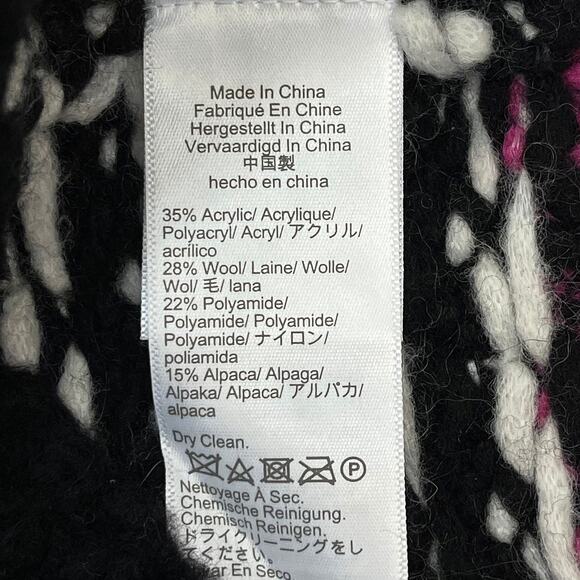 Made In China
Fabriqué En Chine
Hergestellt In China
Vervaardigd In China
中国製
hecho en china
35% Acrylic/ Acrylique/
Polyacryl/ Acryl/ アクリル/
acrílico
28% Wool/ Laine/ Wolle/
Wol/ 毛/ lana
22% Polyamide/
Polyamide/ Polyamide/
Polyamide/ ナイロン/
poliamida
15% Alpaca/ Alpaga/
Alpaka/ Alpaca/ アルパカ/
alpaca
Dry Clean.
P
Nettoyage À Sec.
Chemische Reinigung.
Chemisch Reinigen.
ドライクリーニングをし
てください.
En Seco